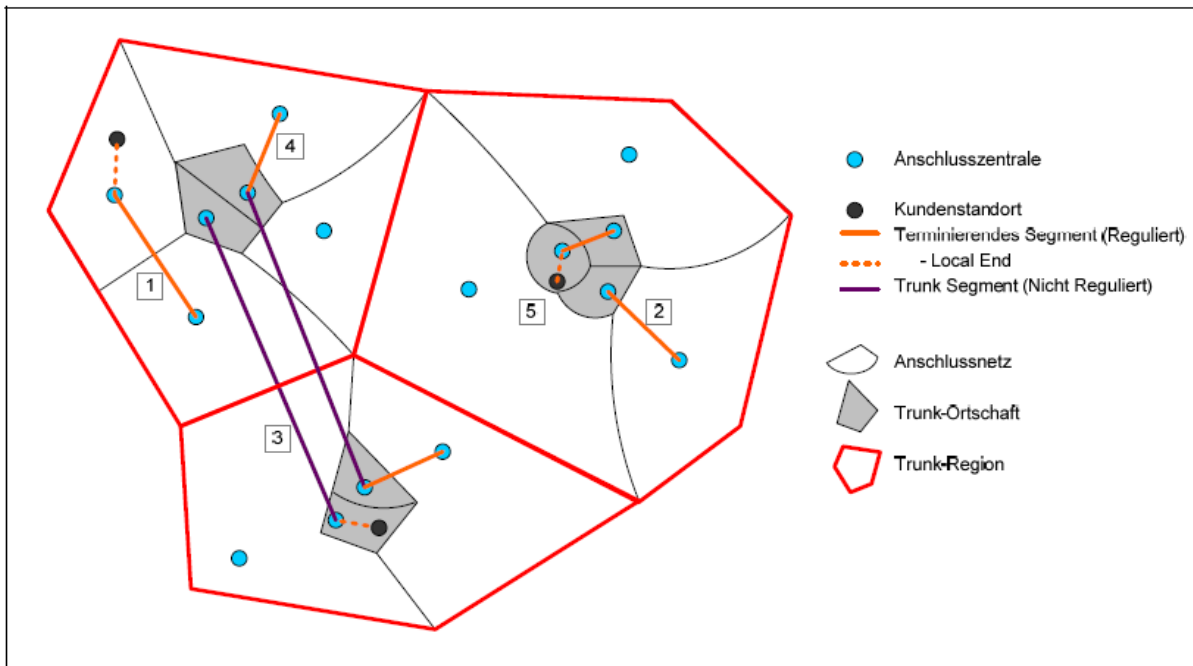 4
Anschlusszentrale
Kundenstandort
Terminierendes Segment (Reguliert)
- Local End
1
Trunk Segment (Nicht Reguliert)
5
2
Anschlussnetz
Trunk-Ortschaft
3
Trunk-Region